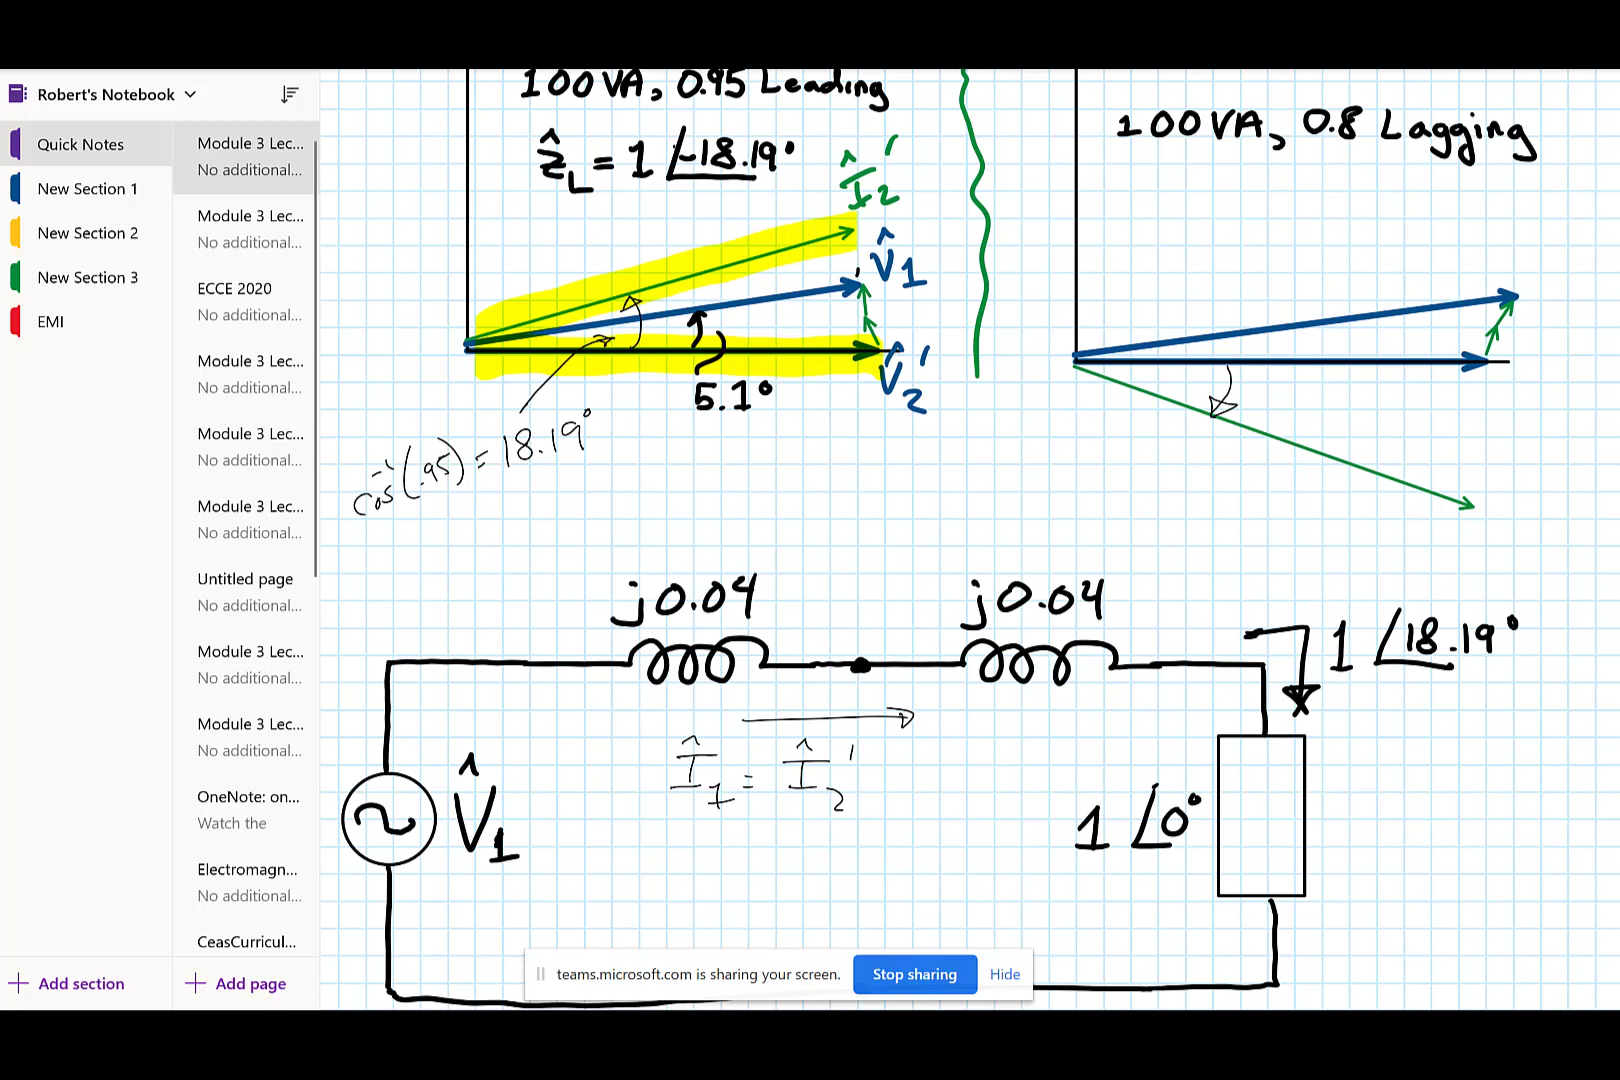 Robert's Notebook
Quick Notes
New Section 1
New Section 2
New Section 3
EMI
Add section
Module 3 Lec...
No additional...
Module 3 Lec...
No additional...
ECCE 2020
No additional...
Module 3 Lec...
No additional...
Module 3 Lec...
No additional...
Module 3 Lec...
No additional...
Untitled page
No additional...
Module 3 Lec...
No additional...
Module 3 Lec...
No additional...
OneNote: on...
Watch the
Electromagn...
No additional...
CeasCurricul...
Add page
100 VA, 0.95 Leading
Ẑ_L = 1 /-18.19°
Î₂'
V̂₁
V̂₂'
5.1°
cos⁻¹(.95) = 18.19°
100 VA, 0.8 Lagging
j0.04
j0.04
1 /18.19°
Î₁ = Î₂'
V̂₁
1 /0°
teams.microsoft.com is sharing your screen.
Stop sharing
Hide